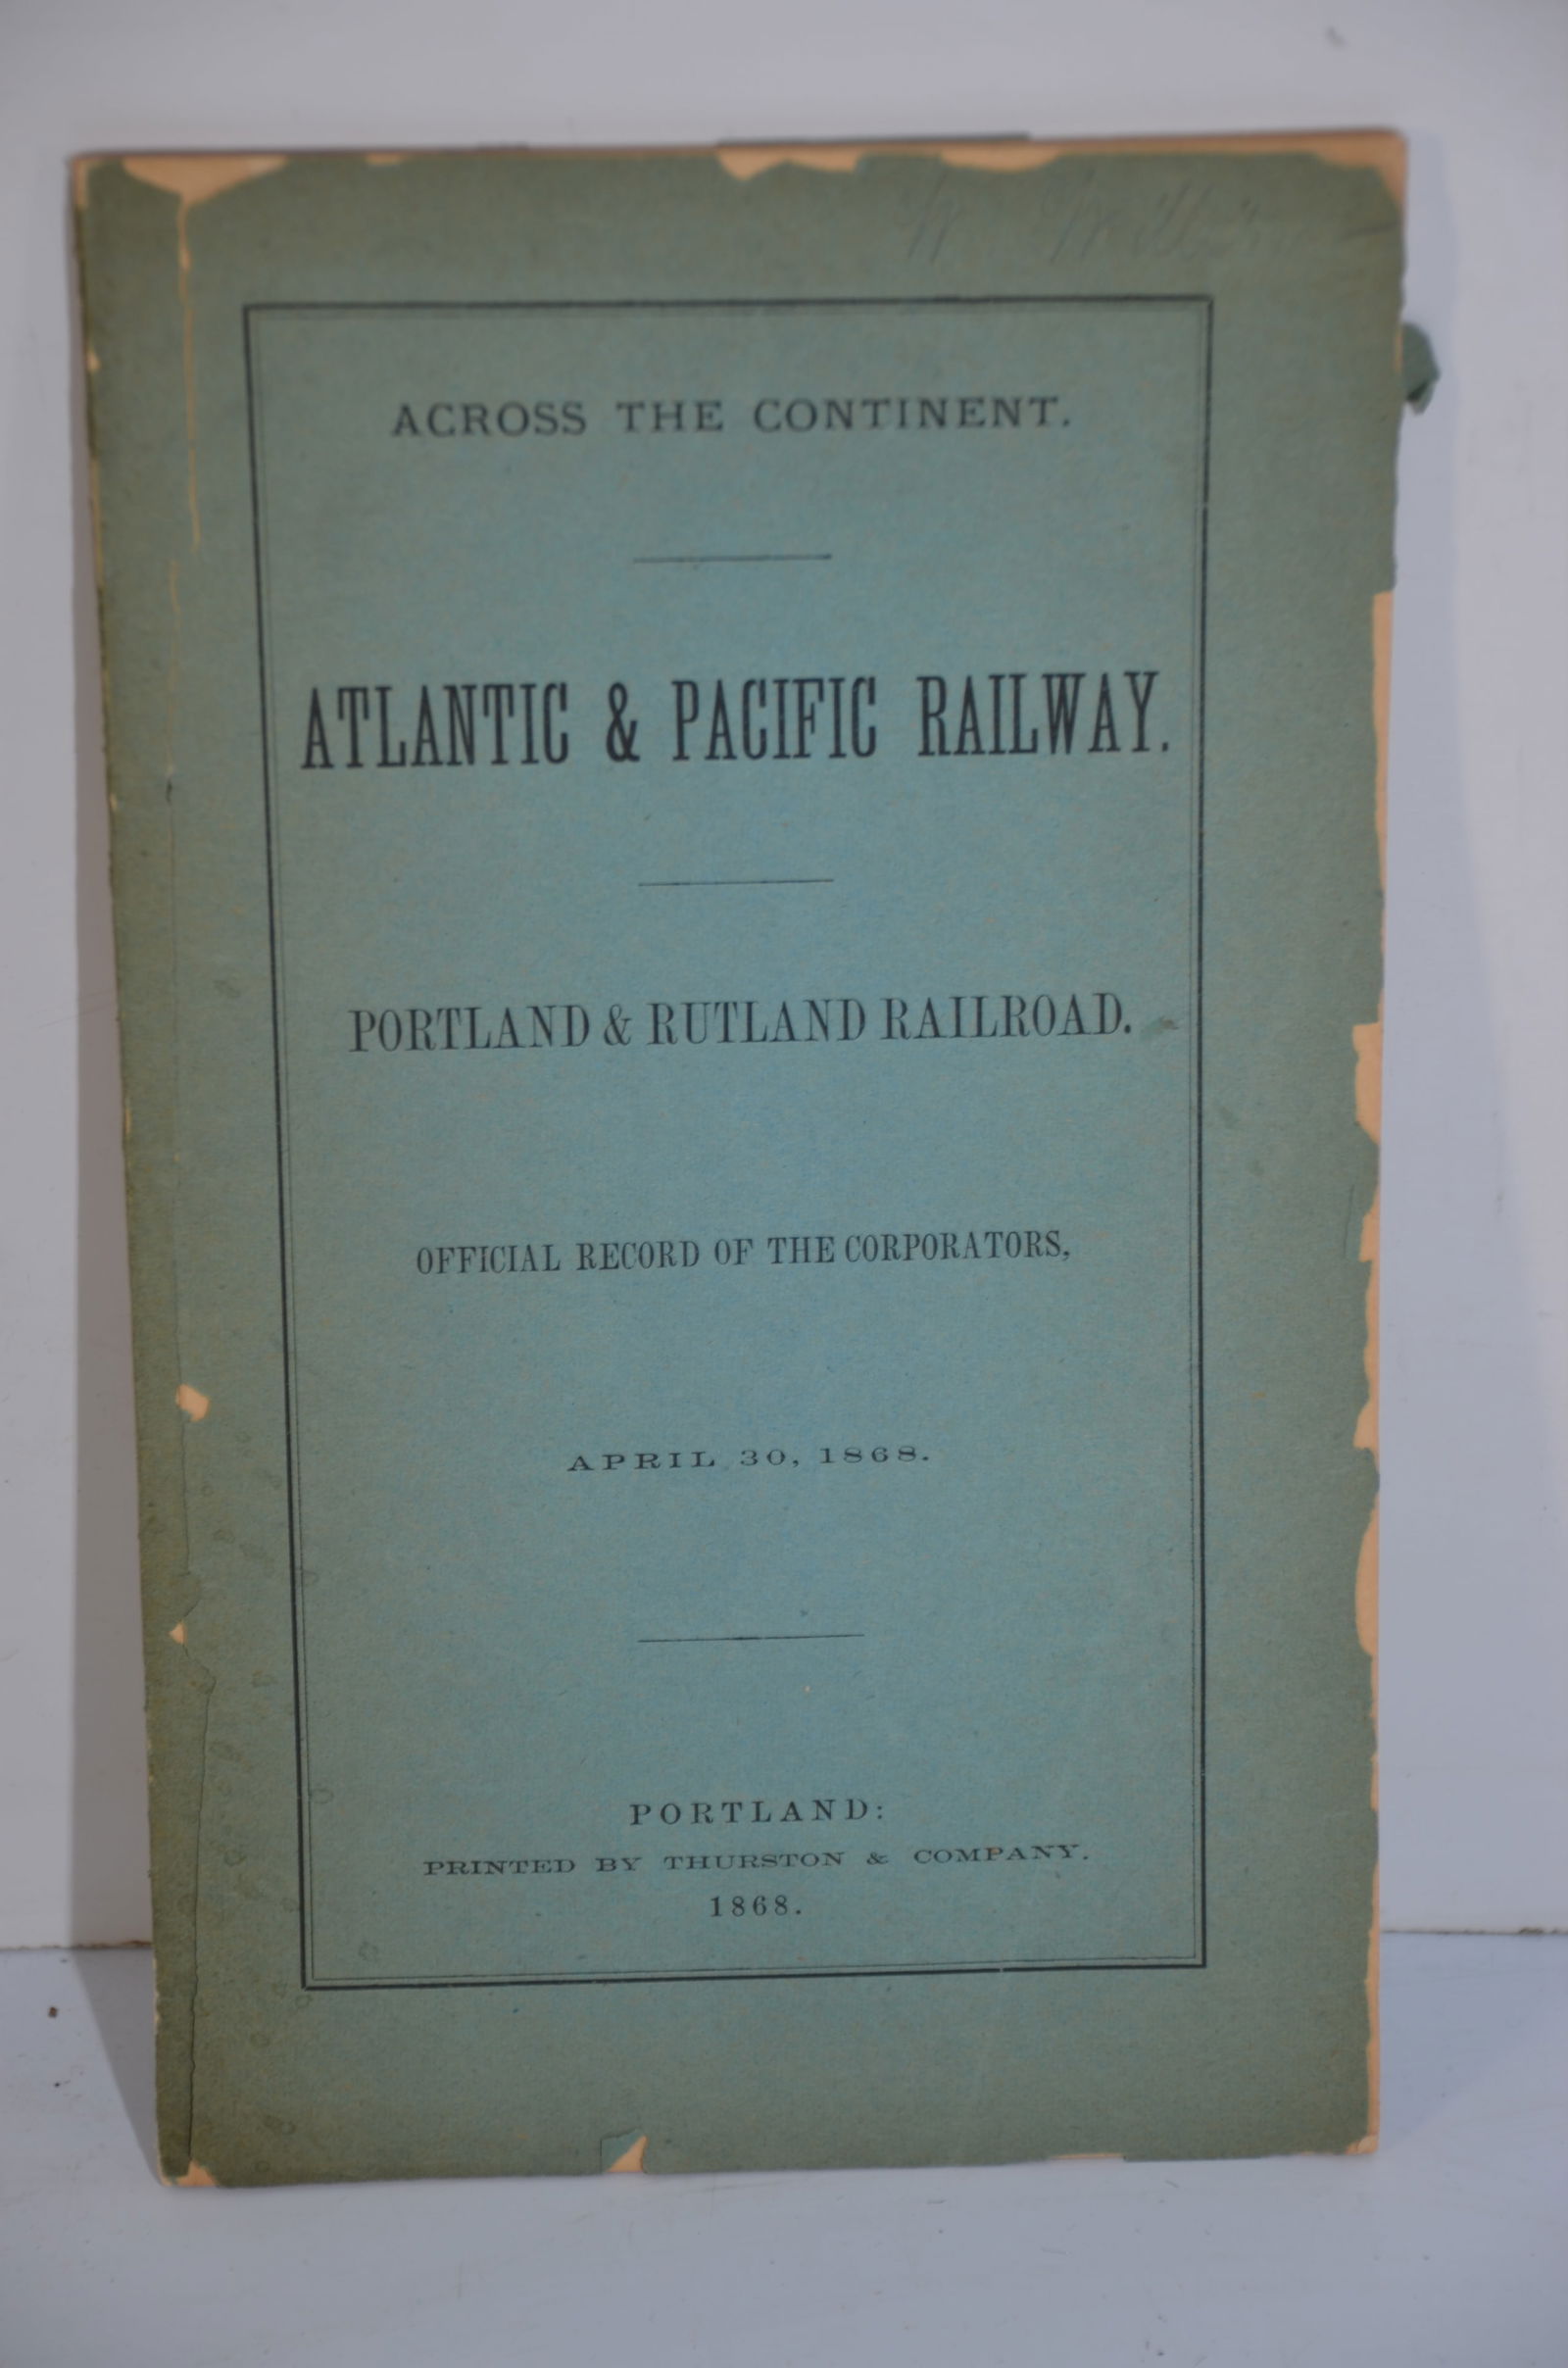 ACROSS THE CONTINENT.
ATLANTIC & PACIFIC RAILWAY.
PORTLAND & RUTLAND RAILROAD.
OFFICIAL RECORD OF THE CORPORATORS,
APRIL 30, 1868.
PORTLAND:
PRINTED BY THURSTON & COMPANY.
1868.